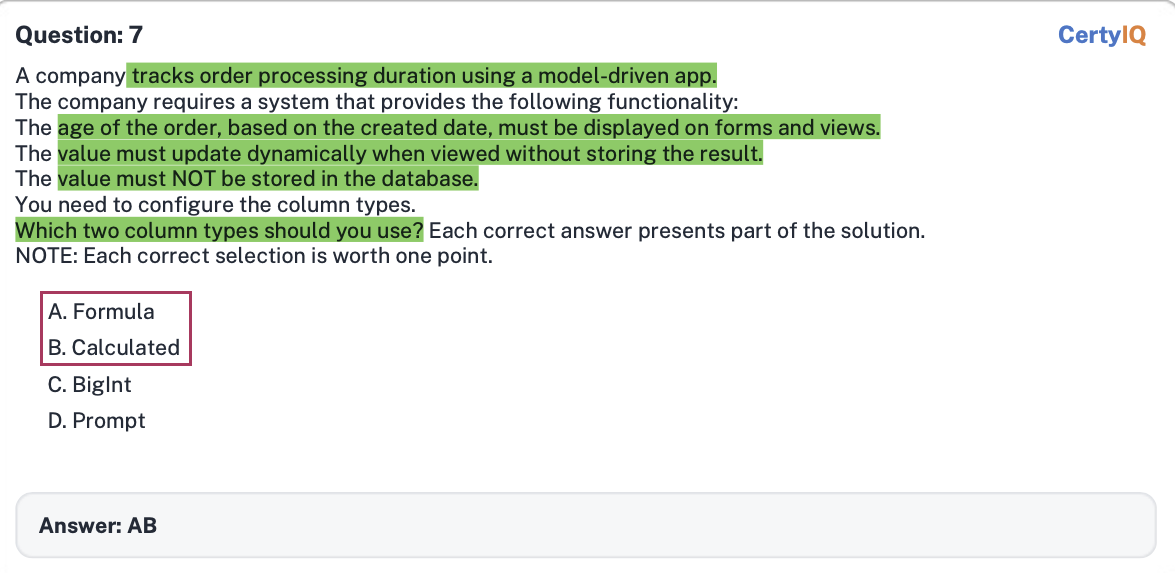 Question: 7
CertyIQ
A company tracks order processing duration using a model-driven app.
The company requires a system that provides the following functionality:
The age of the order, based on the created date, must be displayed on forms and views.
The value must update dynamically when viewed without storing the result.
The value must NOT be stored in the database.
You need to configure the column types.
Which two column types should you use? Each correct answer presents part of the solution.
NOTE: Each correct selection is worth one point.
A. Formula
B. Calculated
C. BigInt
D. Prompt
Answer: AB